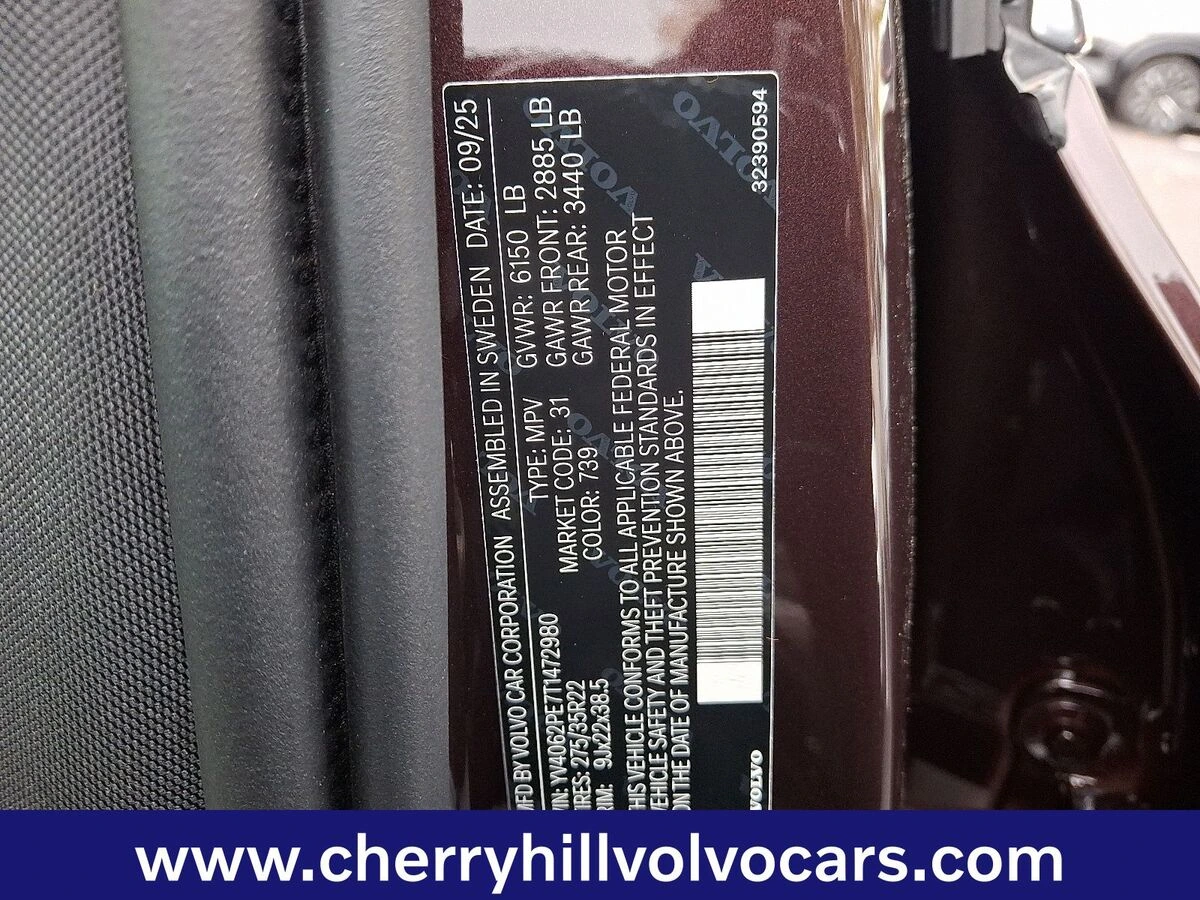 MFD BY VOLVO CAR CORPORATION ASSEMBLED IN SWEDEN DATE: 09/25
VIN: YV4062PE7T1472980 TYPE: MPV GVWR: 6150 LB
TIRES: 275/35R22 MARKET CODE: 31 GAWR FRONT: 2885 LB
RIM: 9Jx22x38.5 COLOR: 739 GAWR REAR: 3440 LB
THIS VEHICLE CONFORMS TO ALL APPLICABLE FEDERAL MOTOR
VEHICLE SAFETY AND THEFT PREVENTION STANDARDS IN EFFECT
ON THE DATE OF MANUFACTURE SHOWN ABOVE.
VOLVO 32390594
www.cherryhillvolvocars.com